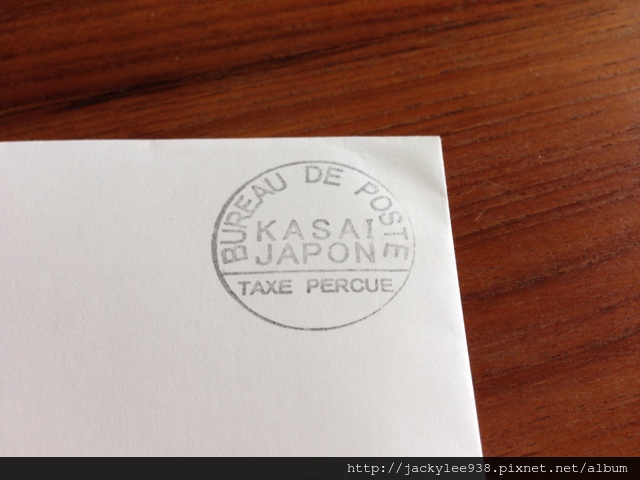 BUREAU DE POSTE
KASAI
JAPON
TAXE PERCUE
http://jackylee938.pixnet.net/album